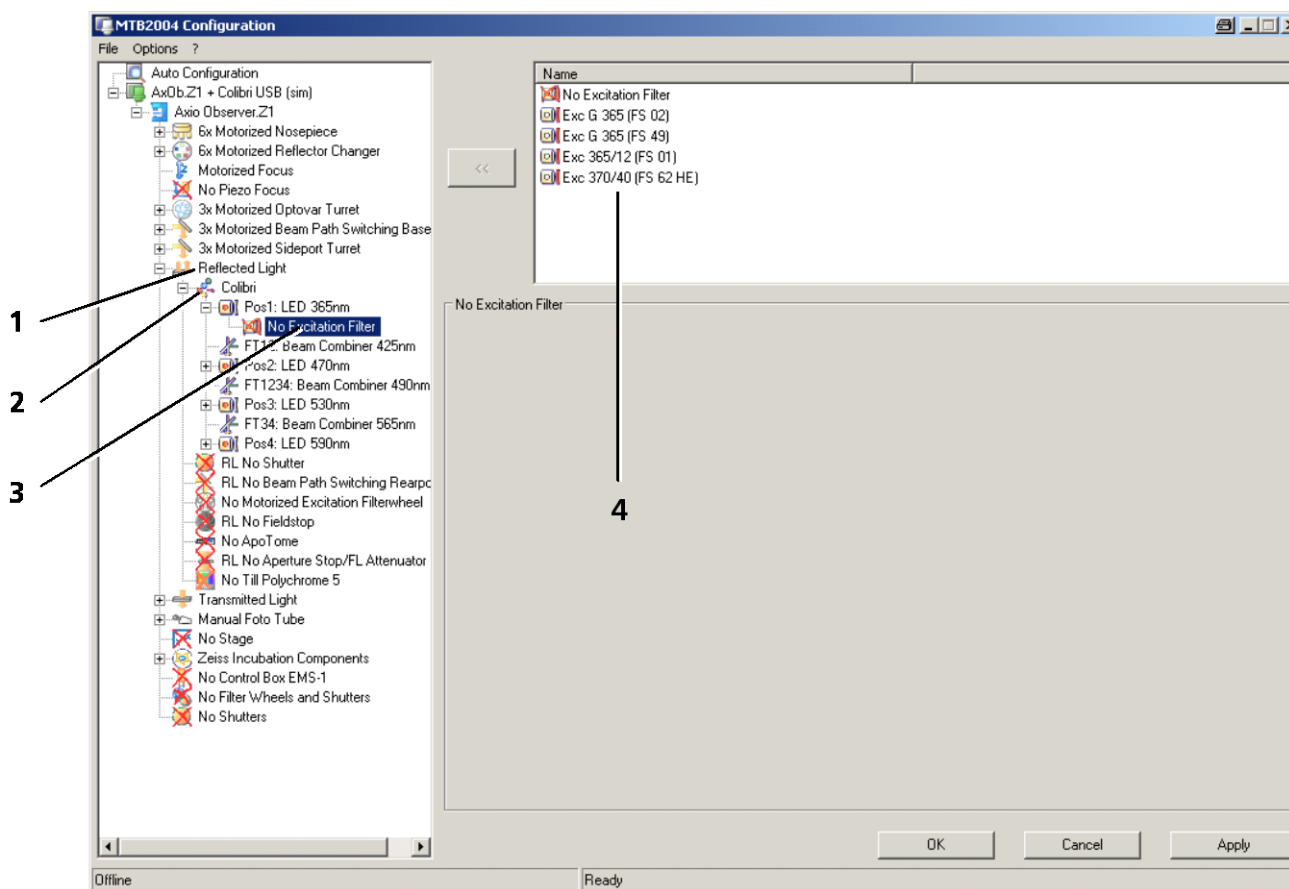 MTB2004 Configuration
File Options ?
Auto Configuration
AxOb.Z1 + Colibri USB (sim)
Axio Observer.Z1
6x Motorized Nosepiece
6x Motorized Reflector Changer
Motorized Focus
No Piezo Focus
3x Motorized Optovar Turret
3x Motorized Beam Path Switching Base
3x Motorized Sideport Turret
Reflected Light
Colibri
Pos1: LED 365nm
No Excitation Filter
Beam Combiner 425nm
Pos2: LED 470nm
FT1234: Beam Combiner 490nm
Pos3: LED 530nm
FT34: Beam Combiner 565nm
Pos4: LED 590nm
RL No Shutter
RL No Beam Path Switching Rearpo
No Motorized Excitation Filterwheel
RL No Fieldstop
No ApoTome
RL No Aperture Stop/FL Attenuator
No Till Polychrome 5
Transmitted Light
Manual Foto Tube
No Stage
Zeiss Incubation Components
No Control Box EMS-1
No Filter Wheels and Shutters
No Shutters
1
2
3
<<
Name
No Excitation Filter
Exc G 365 (FS 02)
Exc G 365 (FS 49)
Exc 365/12 (FS 01)
Exc 370/40 (FS 62 HE)
4
No Excitation Filter
OK Cancel Apply
Offline Ready